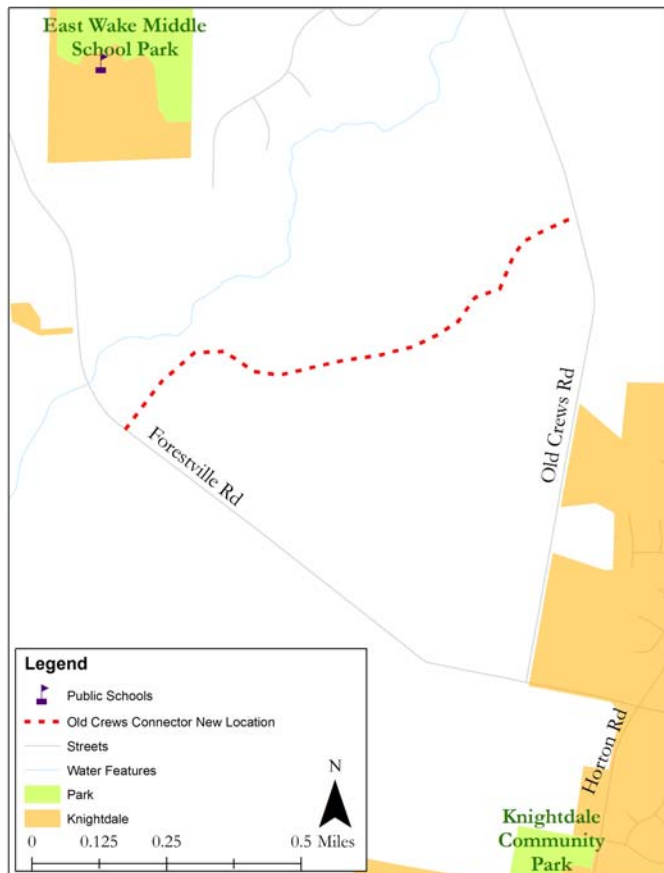 East Wake Middle
School Park
Old Crews Rd
Forestville Rd
Legend
Public Schools
Old Crews Connector New Location
Streets
Water Features
Park
Knightdale
0 0.125 0.25 0.5 Miles
N
Horton Rd
Knightdale
Community
Park